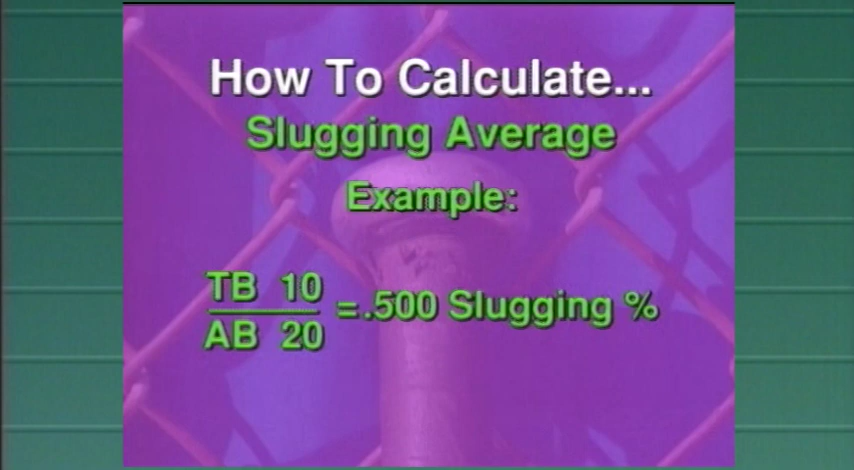 How To Calculate...
Slugging Average
Example:
TB 10
AB 20
=.500 Slugging %